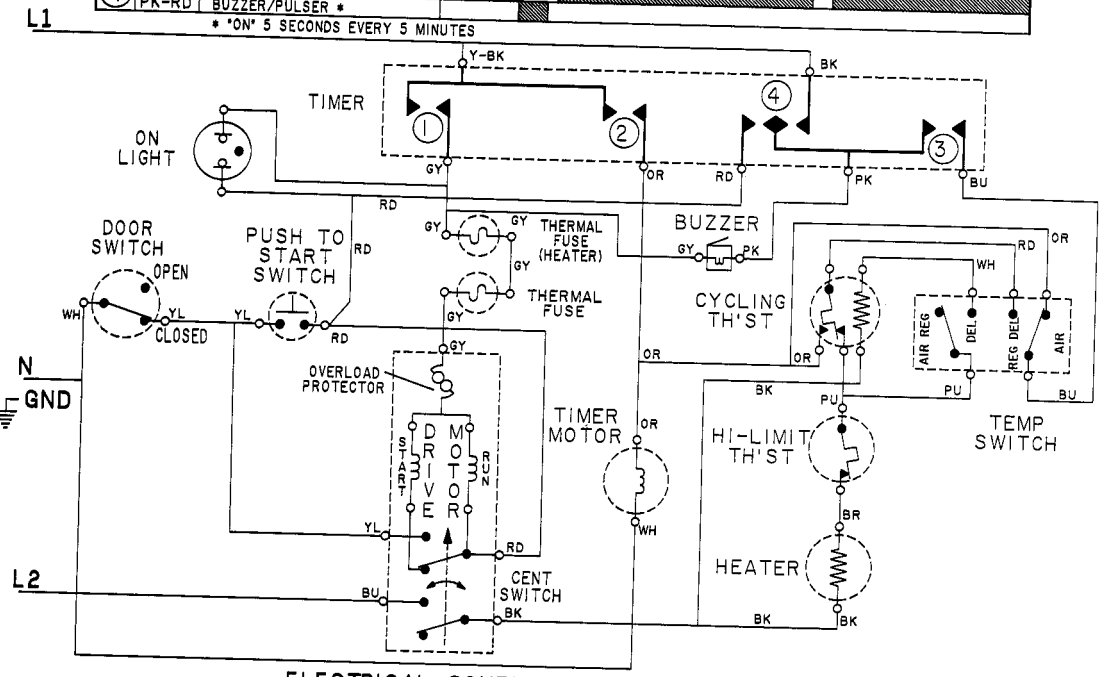 PK-RD BUZZER/PULSER *
* "ON" 5 SECONDS EVERY 5 MINUTES
L1
Y-BK
BK
TIMER
4
1
2
3
ON
LIGHT
GY
OR
RD
PK
BU
RD
DOOR
SWITCH
OPEN
PUSH TO
START
SWITCH
RD
GY
GY
THERMAL
FUSE
(HEATER)
GY
BUZZER
GY
PK
OR
RD
WH
WH
YL
CLOSED
YL
RD
GY
THERMAL
FUSE
CYCLING
TH'ST
AIR REG
DEL
REG DEL
AIR
GY
OR
OR
N
GND
OVERLOAD
PROTECTOR
BK
PU
PU
BU
TEMP
SWITCH
START
DRIVE
MOTOR
RUN
TIMER
MOTOR
OR
HI-LIMIT
TH'ST
YL
RD
WH
BR
HEATER
L2
BU
CENT
SWITCH
BK
BK
BK